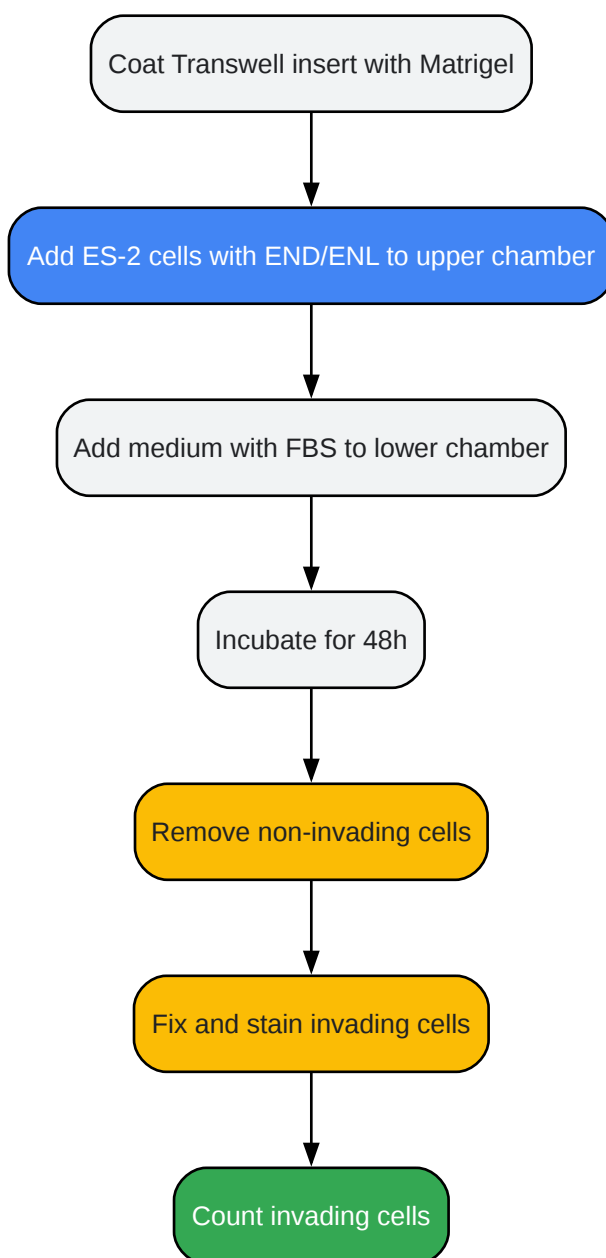 Coat Transwell insert with Matrigel
Add ES-2 cells with END/ENL to upper chamber
Add medium with FBS to lower chamber
Incubate for 48h
Remove non-invading cells
Fix and stain invading cells
Count invading cells